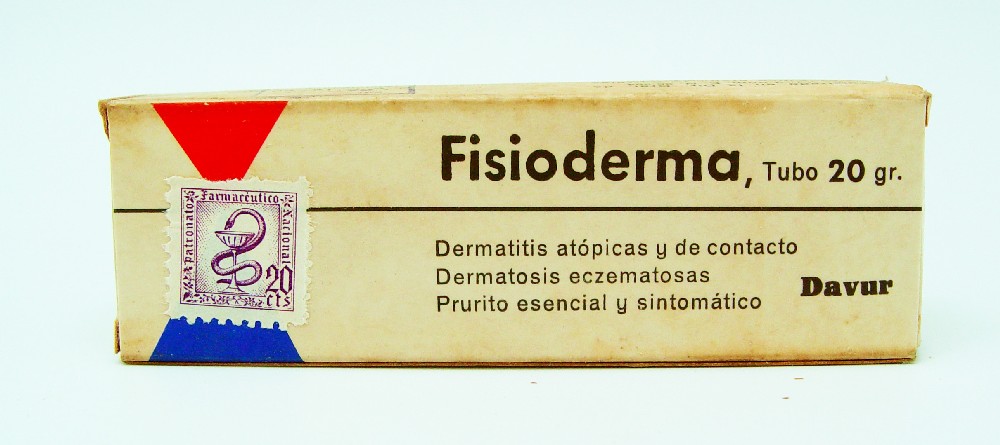 Fisioderma, Tubo 20 gr.
Patronato Farmacéutico Nacional
20
cts
Dermatitis atópicas y de contacto
Dermatosis eczematosas
Prurito esencial y sintomático
Davur